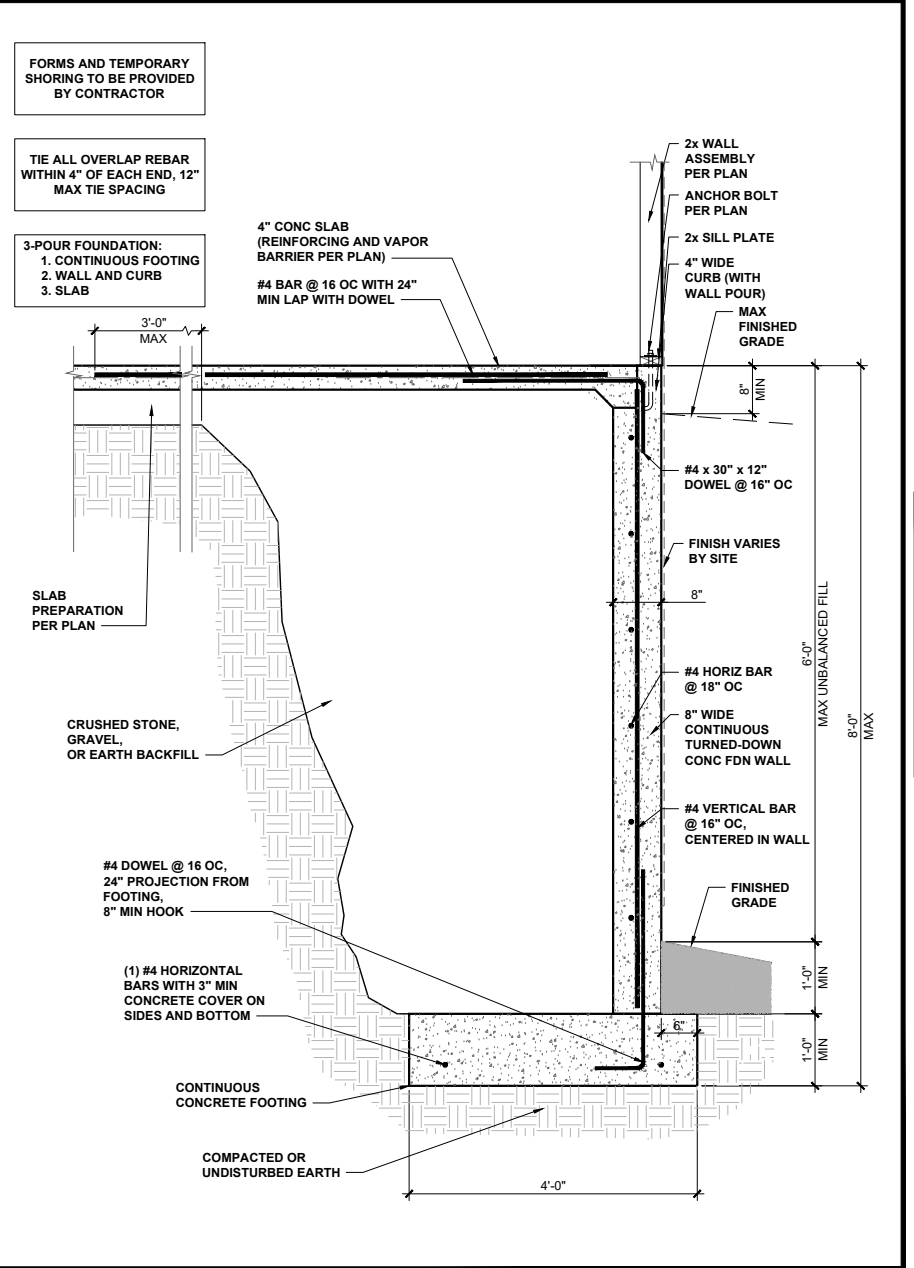 FORMS AND TEMPORARY
SHORING TO BE PROVIDED
BY CONTRACTOR
TIE ALL OVERLAP REBAR
WITHIN 4" OF EACH END, 12"
MAX TIE SPACING
3-POUR FOUNDATION:
1. CONTINUOUS FOOTING
2. WALL AND CURB
3. SLAB
3'-0"
MAX
4" CONC SLAB
(REINFORCING AND VAPOR
BARRIER PER PLAN)
#4 BAR @ 16 OC WITH 24"
MIN LAP WITH DOWEL
2x WALL
ASSEMBLY
PER PLAN
ANCHOR BOLT
PER PLAN
2x SILL PLATE
4" WIDE
CURB (WITH
WALL POUR)
MAX
FINISHED
GRADE
8"
MIN
#4 x 30" x 12"
DOWEL @ 16" OC
FINISH VARIES
BY SITE
8"
SLAB
PREPARATION
PER PLAN
6'-0"
MAX UNBALANCED FILL
8'-0"
MAX
#4 HORIZ BAR
@ 18" OC
8" WIDE
CONTINUOUS
TURNED-DOWN
CONC FDN WALL
CRUSHED STONE,
GRAVEL,
OR EARTH BACKFILL
#4 VERTICAL BAR
@ 16" OC,
CENTERED IN WALL
#4 DOWEL @ 16 OC,
24" PROJECTION FROM
FOOTING,
8" MIN HOOK
FINISHED
GRADE
1'-0"
MIN
(1) #4 HORIZONTAL
BARS WITH 3" MIN
CONCRETE COVER ON
SIDES AND BOTTOM
6"
1'-0"
MIN
CONTINUOUS
CONCRETE FOOTING
COMPACTED OR
UNDISTURBED EARTH
4'-0"